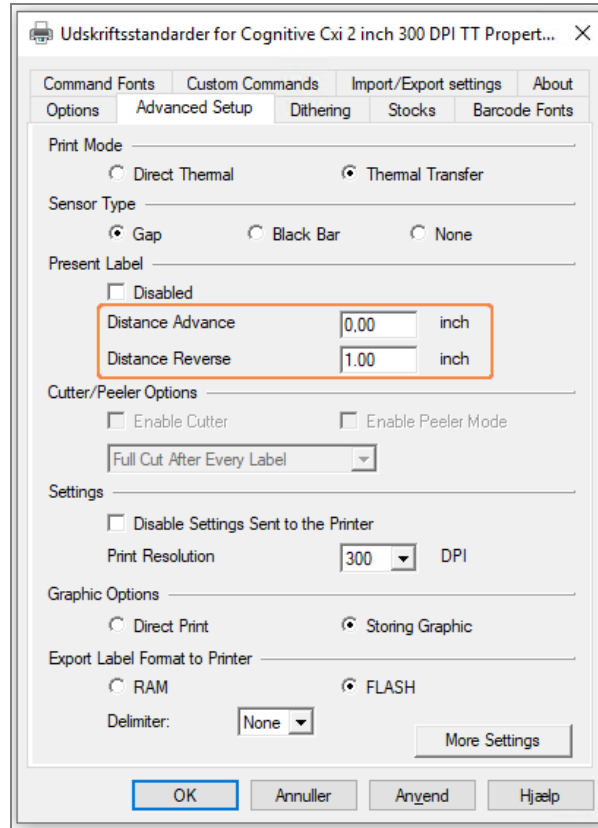 Udskriftsstandarder for Cognitive Cxi 2 inch 300 DPI TT Propert...
Command Fonts Custom Commands Import/Export settings About
Options Advanced Setup Dithering Stocks Barcode Fonts
Print Mode
Direct Thermal Thermal Transfer
Sensor Type
Gap Black Bar None
Present Label
Disabled
Distance Advance 0,00 inch
Distance Reverse 1.00 inch
Cutter/Peeler Options
Enable Cutter Enable Peeler Mode
Full Cut After Every Label
Settings
Disable Settings Sent to the Printer
Print Resolution 300 DPI
Graphic Options
Direct Print Storing Graphic
Export Label Format to Printer
RAM FLASH
Delimiter: None
More Settings
OK Annuller Anvend Hjælp